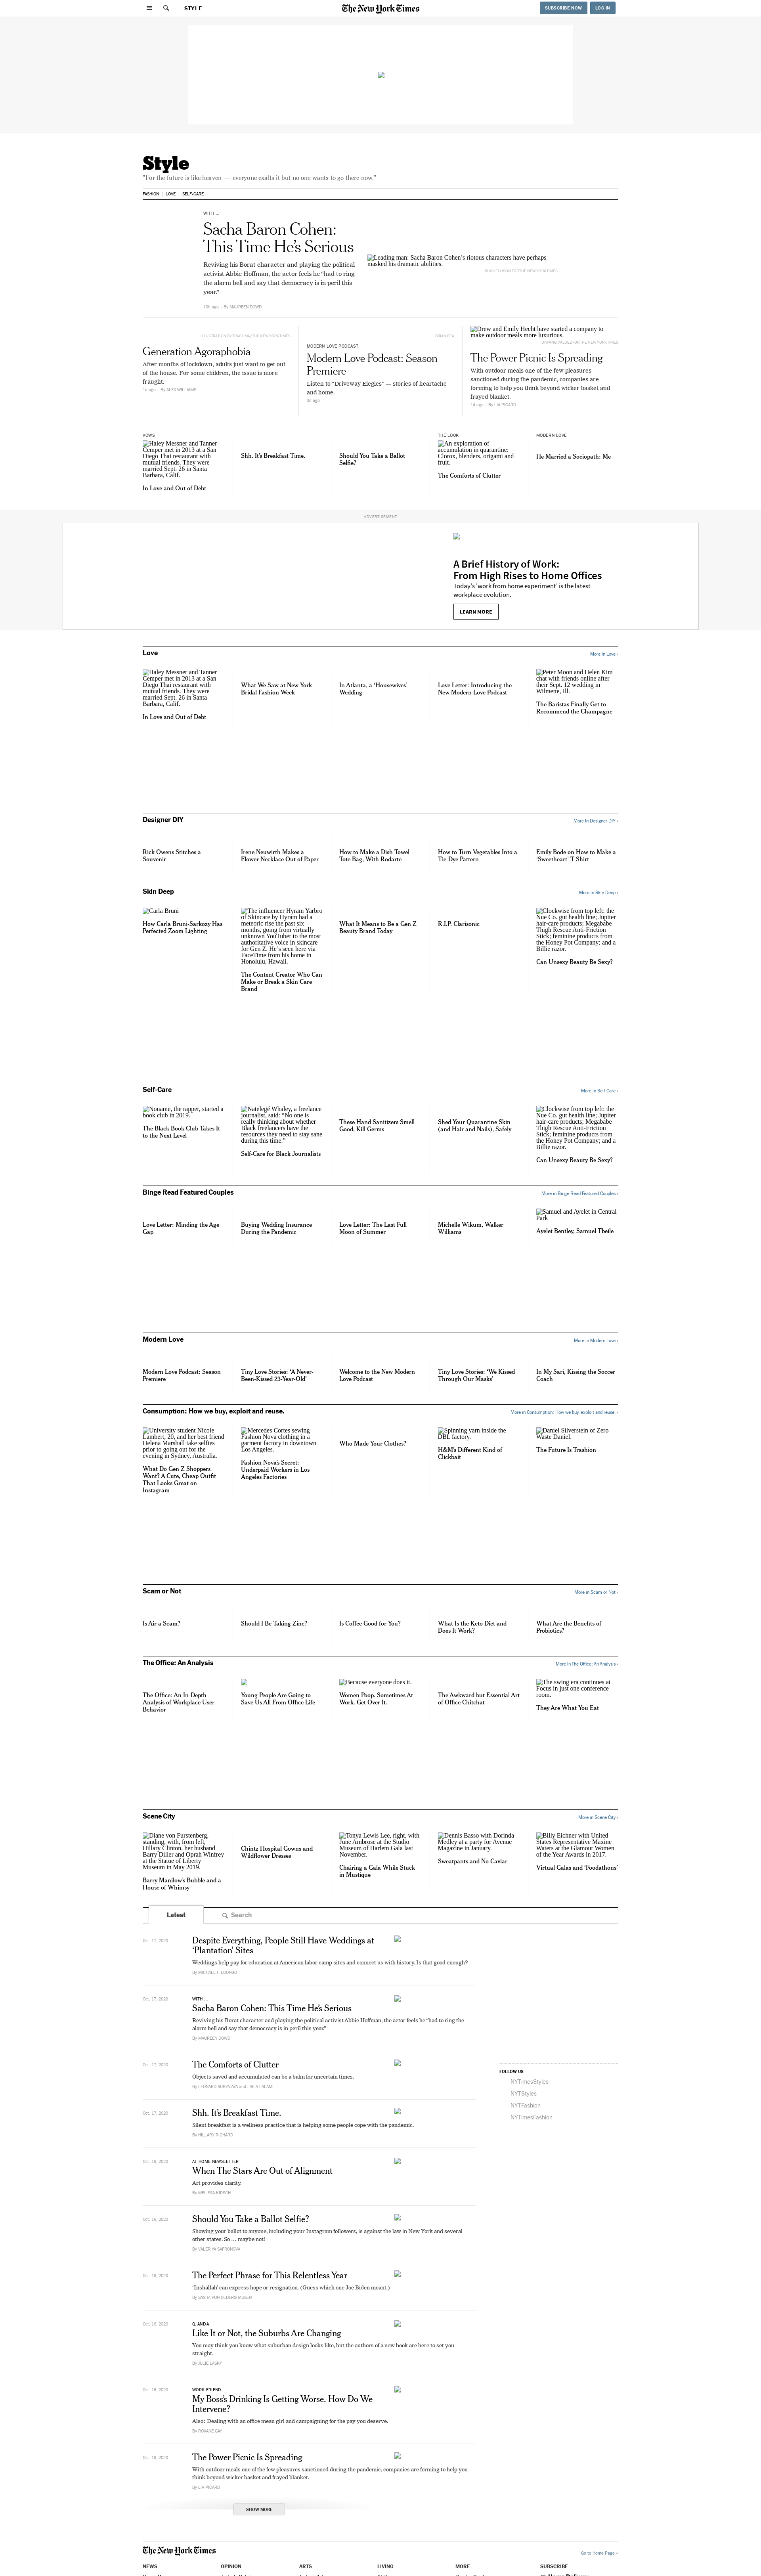 STYLE
The New York Times
SUBSCRIBE NOW
LOG IN
Style
"For the future is like heaven — everyone exalts it but no one wants to go there now."
FASHION
LOVE
SELF-CARE
WITH …
Sacha Baron Cohen:
This Time He's Serious
Reviving his Borat character and playing the political
activist Abbie Hoffman, the actor feels he "had to ring
the alarm bell and say that democracy is in peril this
year."
10h ago · By MAUREEN DOWD
Leading man: Sacha Baron Cohen's riotous characters have perhaps
masked his dramatic abilities.
Generation Agoraphobia
After months of lockdown, adults just want to get out
of the house. For some children, the issue is more
fraught.
1d ago · By ALEX WILLIAMS
BRIAN REA
MODERN LOVE PODCAST
Modern Love Podcast: Season
Premiere
Listen to "Driveway Elegies" — stories of heartache
and home.
3d ago
Drew and Emily Hecht have started a company to
make outdoor meals more luxurious.
The Power Picnic Is Spreading
With outdoor meals one of the few pleasures
sanctioned during the pandemic, companies are
forming to help you think beyond wicker basket and
frayed blanket.
1d ago · By LIA PICARD
VOWS
Haley Messner and Tanner
Cemper met in 2013 at a San
Diego Thai restaurant with
mutual friends. They were
married Sept. 26 in Santa
Barbara, Calif.
In Love and Out of Debt
Shh. It's Breakfast Time.
Should You Take a Ballot
Selfie?
THE LOOK
An exploration of
accumulation in quarantine:
Clorox, blenders, origami and
fruit.
The Comforts of Clutter
MODERN LOVE
He Married a Sociopath: Me
ADVERTISEMENT
A Brief History of Work:
From High Rises to Home Offices
Today's 'work from home experiment' is the latest
workplace evolution.
LEARN MORE
Love
More in Love ›
Haley Messner and Tanner
Cemper met in 2013 at a San
Diego Thai restaurant with
mutual friends. They were
married Sept. 26 in Santa
Barbara, Calif.
In Love and Out of Debt
What We Saw at New York
Bridal Fashion Week
In Atlanta, a 'Housewives'
Wedding
Love Letter: Introducing the
New Modern Love Podcast
Peter Moon and Helen Kim
chat with friends online after
their Sept. 12 wedding in
Wilmette, Ill.
The Baristas Finally Get to
Recommend the Champagne
Designer DIY
More in Designer DIY ›
Rick Owens Stitches a
Souvenir
Irene Neuwirth Makes a
Flower Necklace Out of Paper
How to Make a Dish Towel
Tote Bag, With Rodarte
How to Turn Vegetables Into a
Tie-Dye Pattern
Emily Bode on How to Make a
'Sweetheart' T-Shirt
Skin Deep
More in Skin Deep ›
Carla Bruni
How Carla Bruni-Sarkozy Has
Perfected Zoom Lighting
The influencer Hyram Yarbro
of Skincare by Hyram had a
meteoric rise the past six
months, going from virtually
unknown YouTuber to the most
authoritative voice in skincare
for Gen Z. He's seen here via
FaceTime from his home in
Honolulu, Hawaii.
The Content Creator Who Can
Make or Break a Skin Care
Brand
What It Means to Be a Gen Z
Beauty Brand Today
R.I.P. Clarisonic
Clockwise from top left: the
Nue Co. gut health line; Jupiter
hair-care products; Megababe
Thigh Rescue Anti-Friction
Stick; feminine products from
the Honey Pot Company; and a
Billie razor.
Can Unsexy Beauty Be Sexy?
Self-Care
More in Self-Care ›
Noname, the rapper, started a
book club in 2019.
The Black Book Club Takes It
to the Next Level
Natelegé Whaley, a freelance
journalist, said: "No one is
really thinking about whether
Black freelancers have the
resources they need to stay sane
during this time."
Self-Care for Black Journalists
These Hand Sanitizers Smell
Good, Kill Germs
Shed Your Quarantine Skin
(and Hair and Nails), Safely
Clockwise from top left: the
Nue Co. gut health line; Jupiter
hair-care products; Megababe
Thigh Rescue Anti-Friction
Stick; feminine products from
the Honey Pot Company; and a
Billie razor.
Can Unsexy Beauty Be Sexy?
Binge Read Featured Couples
More in Binge Read Featured Couples ›
Love Letter: Minding the Age
Gap
Buying Wedding Insurance
During the Pandemic
Love Letter: The Last Full
Moon of Summer
Michelle Wikum, Walker
Williams
Samuel and Ayelet in Central
Park
Ayelet Bentley, Samuel Tbeile
Modern Love
More in Modern Love ›
Modern Love Podcast: Season
Premiere
Tiny Love Stories: 'A Never-
Been-Kissed 23-Year-Old'
Welcome to the New Modern
Love Podcast
Tiny Love Stories: 'We Kissed
Through Our Masks'
In My Sari, Kissing the Soccer
Coach
Consumption: How we buy, exploit and reuse.
More in Consumption: How we buy, exploit and reuse. ›
University student Nicole
Lambert, 20, and her best friend
Helena Marshall take selfies
prior to going out for the
evening in Sydney, Australia.
What Do Gen Z Shoppers
Want? A Cute, Cheap Outfit
That Looks Great on
Instagram
Mercedes Cortes sewing
Fashion Nova clothing in a
garment factory in downtown
Los Angeles.
Fashion Nova's Secret:
Underpaid Workers in Los
Angeles Factories
Who Made Your Clothes?
Spinning yarn inside the
DBL factory.
H&M's Different Kind of
Clickbait
Daniel Silverstein of Zero
Waste Daniel.
The Future Is Trashion
Scam or Not
More in Scam or Not ›
Is Air a Scam?
Should I Be Taking Zinc?
Is Coffee Good for You?
What Is the Keto Diet and
Does It Work?
What Are the Benefits of
Probiotics?
The Office: An Analysis
More in The Office: An Analysis ›
The Office: An In-Depth
Analysis of Workplace User
Behavior
Young People Are Going to
Save Us All From Office Life
Because everyone does it.
Women Poop. Sometimes At
Work. Get Over It.
The Awkward but Essential Art
of Office Chitchat
The swing era continues at
Focus in just one conference
room.
They Are What You Eat
Scene City
More in Scene City ›
Diane von Furstenberg,
standing, with, from left,
Hillary Clinton, her husband
Barry Diller and Oprah Winfrey
at the Statue of Liberty
Museum in May 2019.
Barry Manilow's Bubble and a
House of Whimsy
Chintz Hospital Gowns and
Wildflower Dresses
Tonya Lewis Lee, right, with
June Ambrose at the Studio
Museum of Harlem Gala last
November.
Chairing a Gala While Stuck
in Mustique
Dennis Basso with Dorinda
Medley at a party for Avenue
Magazine in January.
Sweatpants and No Caviar
Billy Eichner with United
States Representative Maxine
Waters at the Glamour Women
of the Year Awards in 2017.
Virtual Galas and 'Foodathons'
Latest
Search
Oct. 17, 2020
Despite Everything, People Still Have Weddings at
'Plantation' Sites
Weddings help pay for education at American labor camp sites and connect us with history. Is that good enough?
By MICHAEL T. LUONGO
Oct. 17, 2020
WITH …
Sacha Baron Cohen: This Time He's Serious
Reviving his Borat character and playing the political activist Abbie Hoffman, the actor feels he "had to ring the
alarm bell and say that democracy is in peril this year."
By MAUREEN DOWD
Oct. 17, 2020
The Comforts of Clutter
Objects saved and accumulated can be a balm for uncertain times.
Oct. 17, 2020
Shh. It's Breakfast Time.
Silent breakfast is a wellness practice that is helping some people cope with the pandemic.
By HILLARY RICHARD
Oct. 16, 2020
AT HOME NEWSLETTER
When The Stars Are Out of Alignment
Art provides clarity.
By MELISSA KIRSCH
Oct. 16, 2020
Should You Take a Ballot Selfie?
Showing your ballot to anyone, including your Instagram followers, is against the law in New York and several
other states. So … maybe not!
By VALERIYA SAFRONOVA
Oct. 16, 2020
The Perfect Phrase for This Relentless Year
'Inshallah' can express hope or resignation. (Guess which one Joe Biden meant.)
Oct. 16, 2020
Q. AND A.
Like It or Not, the Suburbs Are Changing
You may think you know what suburban design looks like, but the authors of a new book are here to set you
straight.
By JULIE LASKY
Oct. 16, 2020
WORK FRIEND
My Boss's Drinking Is Getting Worse. How Do We
Intervene?
Also: Dealing with an office mean girl and campaigning for the pay you deserve.
By ROXANE GAY
Oct. 16, 2020
The Power Picnic Is Spreading
With outdoor meals one of the few pleasures sanctioned during the pandemic, companies are forming to help you
think beyond wicker basket and frayed blanket.
By LIA PICARD
SHOW MORE
FOLLOW US
NYTimesStyles
NYTStyles
NYTFashion
NYTimesFashion
The New York Times
Go to Home Page »
NEWS
OPINION
ARTS
LIVING
MORE
SUBSCRIBE